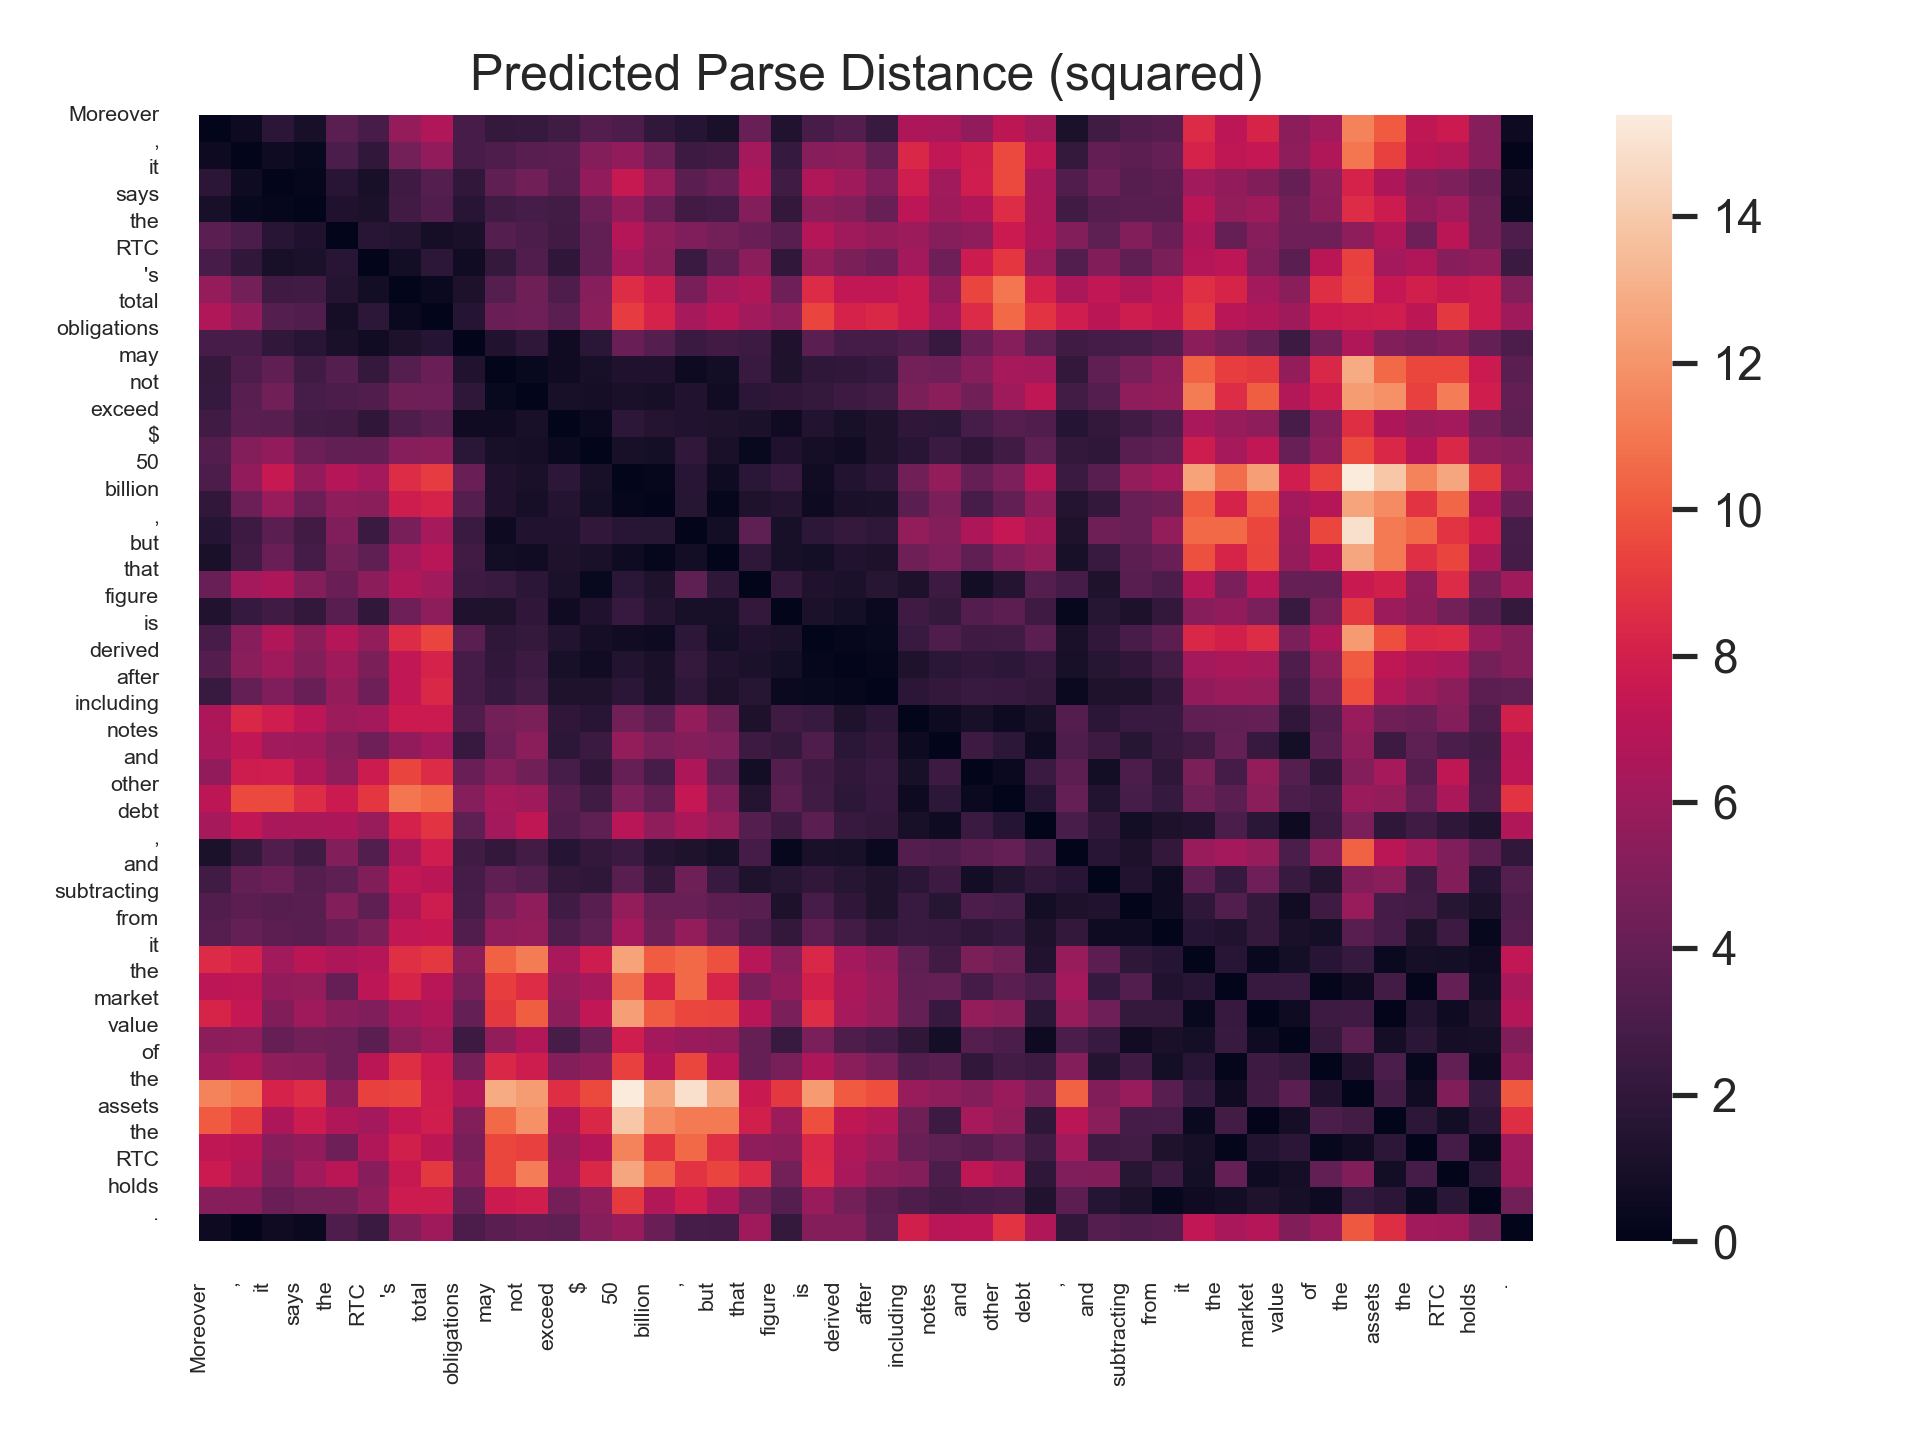 Predicted Parse Distance (squared)
Moreover
,
it
says
the
RTC
's
total
obligations
may
not
exceed
$
50
billion
,
but
that
figure
is
derived
after
including
notes
and
other
debt
,
and
subtracting
from
it
the
market
value
of
the
assets
the
RTC
holds
.
14
12
10
8
6
4
2
0
Moreover
,
it
says
the
RTC
's
total
obligations
may
not
exceed
$
50
billion
,
but
that
figure
is
derived
after
including
notes
and
other
debt
,
and
subtracting
from
it
the
market
value
of
the
assets
the
RTC
holds
.